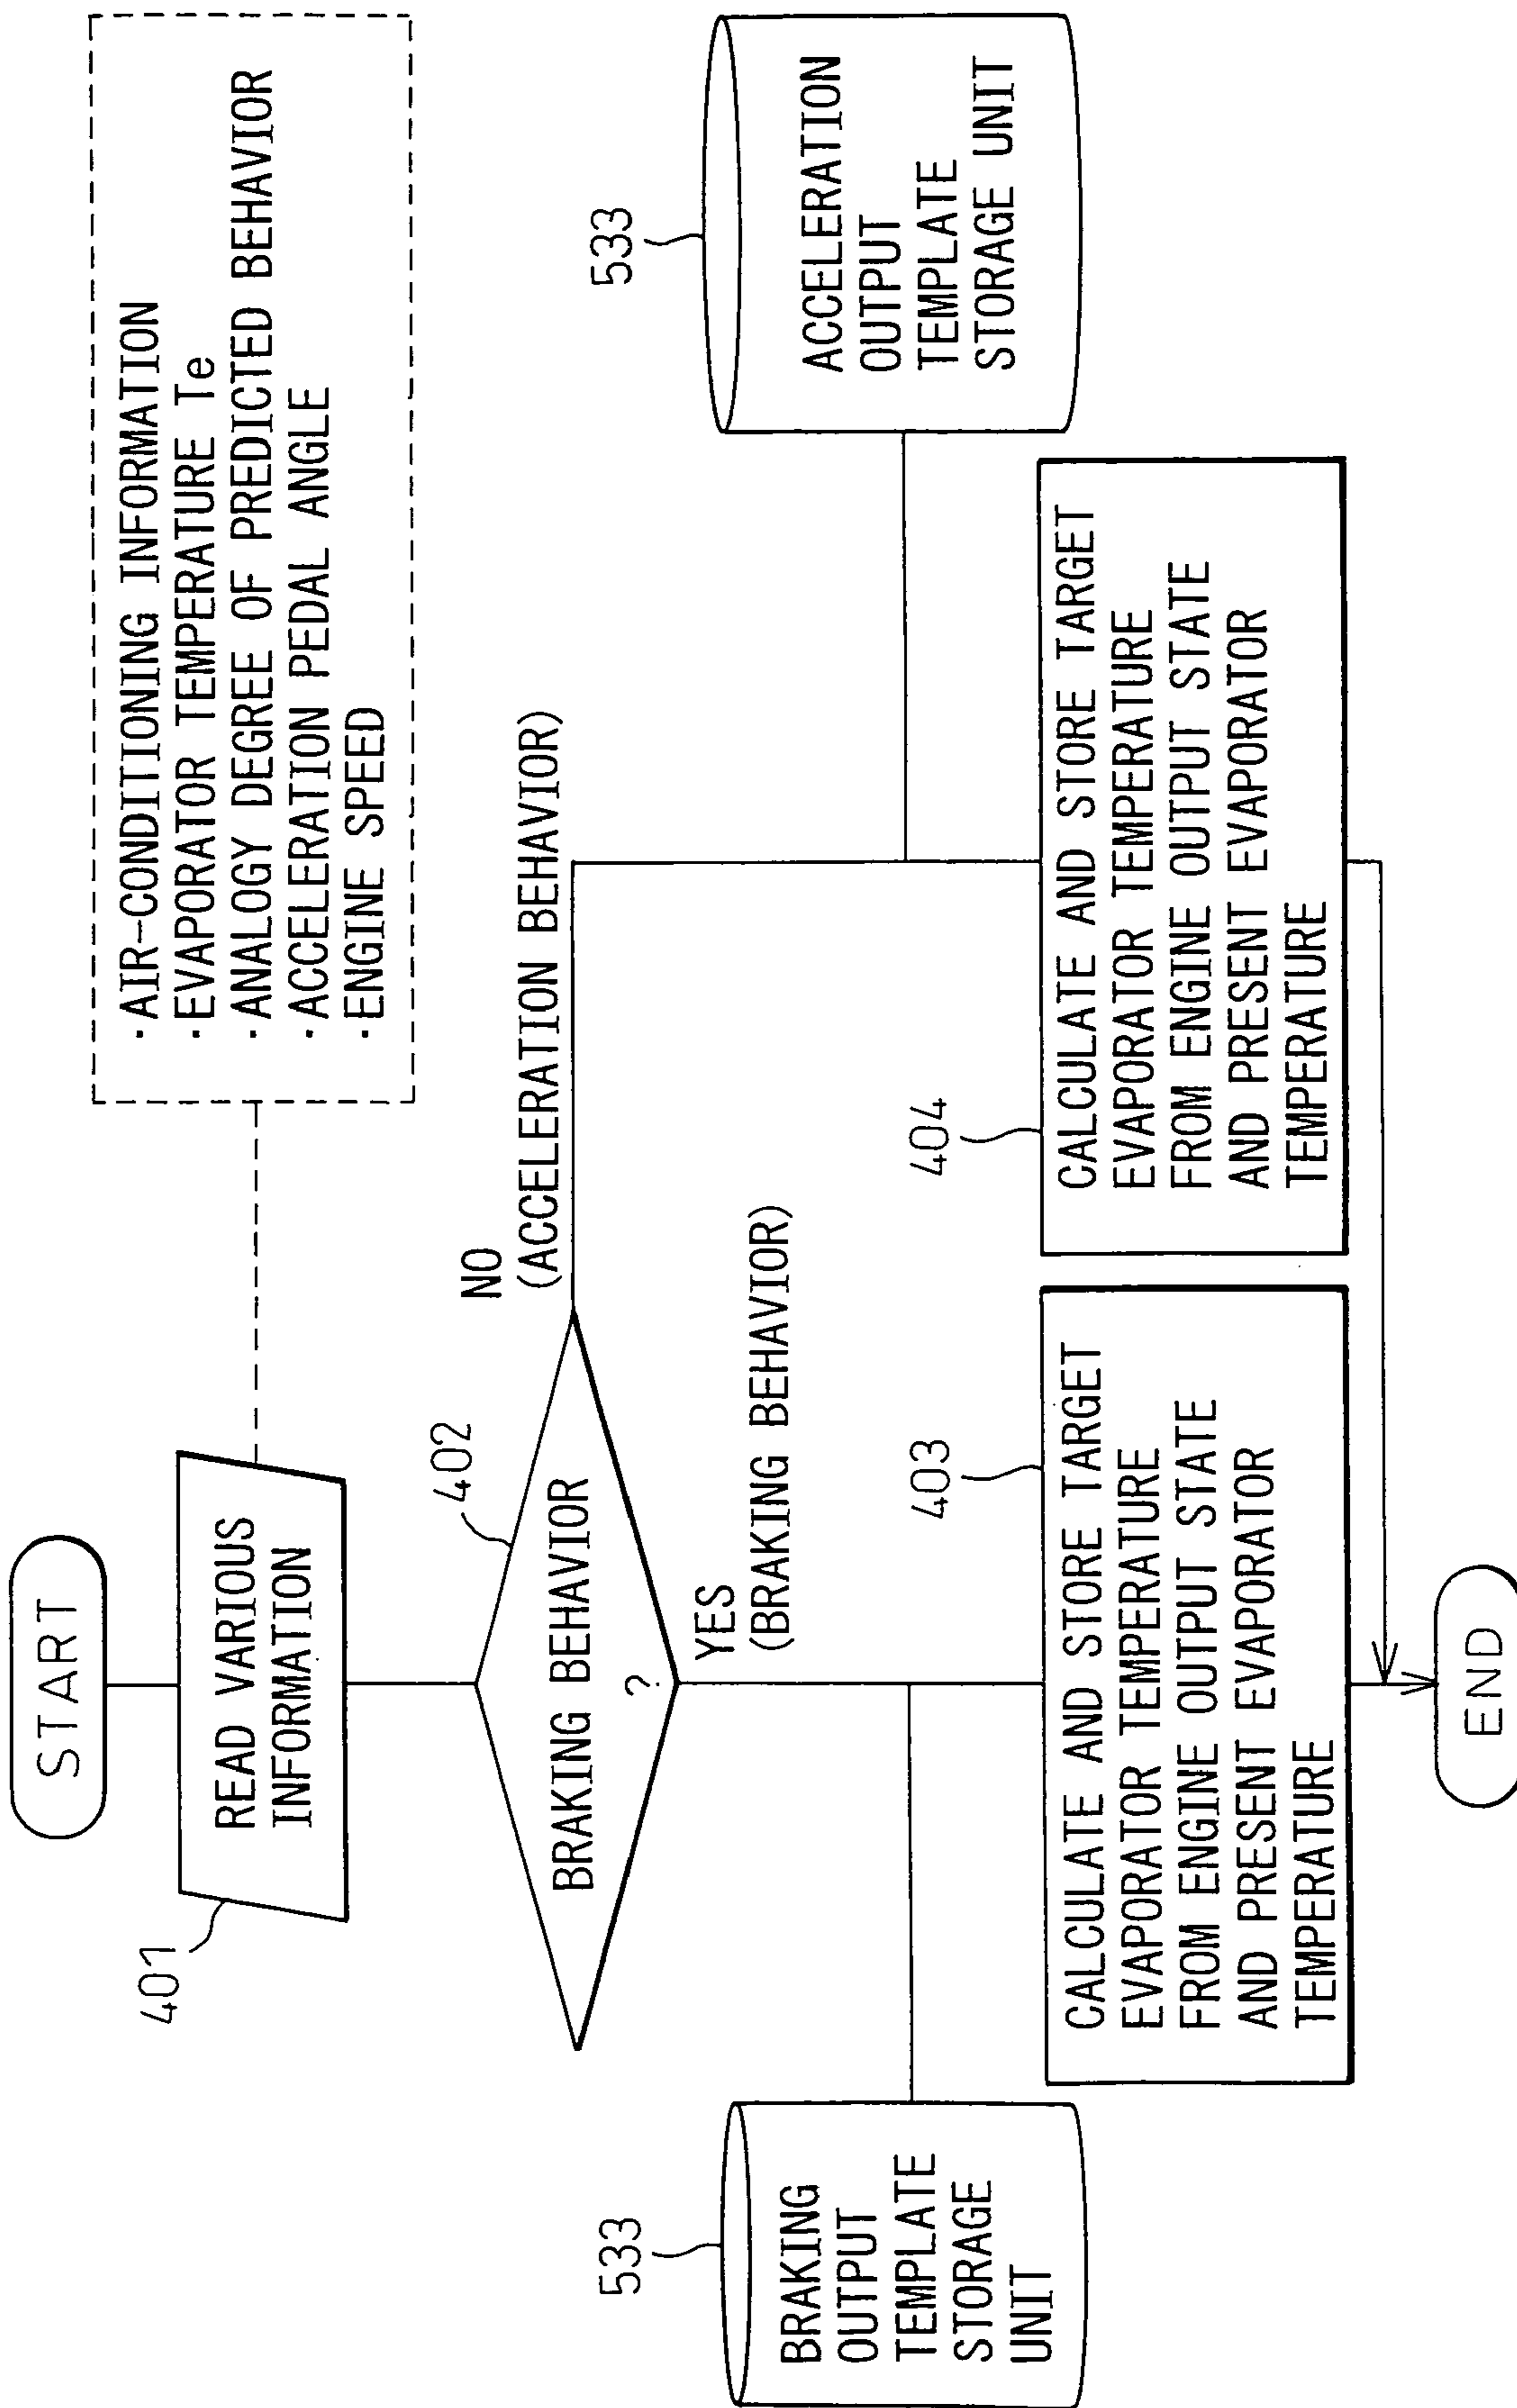 START
401
READ VARIOUS
INFORMATION
· AIR-CONDITIONING INFORMATION
· EVAPORATOR TEMPERATURE Te
· ANALOGY DEGREE OF PREDICTED BEHAVIOR
· ACCELERATION PEDAL ANGLE
· ENGINE SPEED
402
BRAKING BEHAVIOR
?
NO
(ACCELERATION BEHAVIOR)
YES
(BRAKING BEHAVIOR)
533
BRAKING
OUTPUT
TEMPLATE
STORAGE
UNIT
533
ACCELERATION
OUTPUT
TEMPLATE
STORAGE UNIT
403
CALCULATE AND STORE TARGET
EVAPORATOR TEMPERATURE
FROM ENGINE OUTPUT STATE
AND PRESENT EVAPORATOR
TEMPERATURE
404
CALCULATE AND STORE TARGET
EVAPORATOR TEMPERATURE
FROM ENGINE OUTPUT STATE
AND PRESENT EVAPORATOR
TEMPERATURE
END